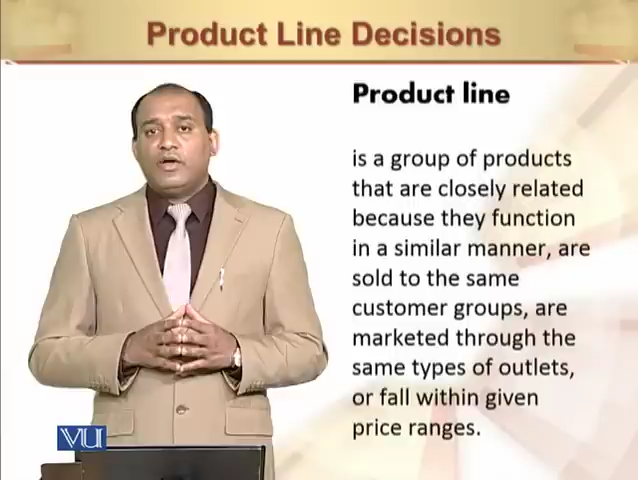 Product Line Decisions
Product line
is a group of products
that are closely related
because they function
in a similar manner, are
sold to the same
customer groups, are
marketed through the
same types of outlets,
or fall within given
price ranges.
VU